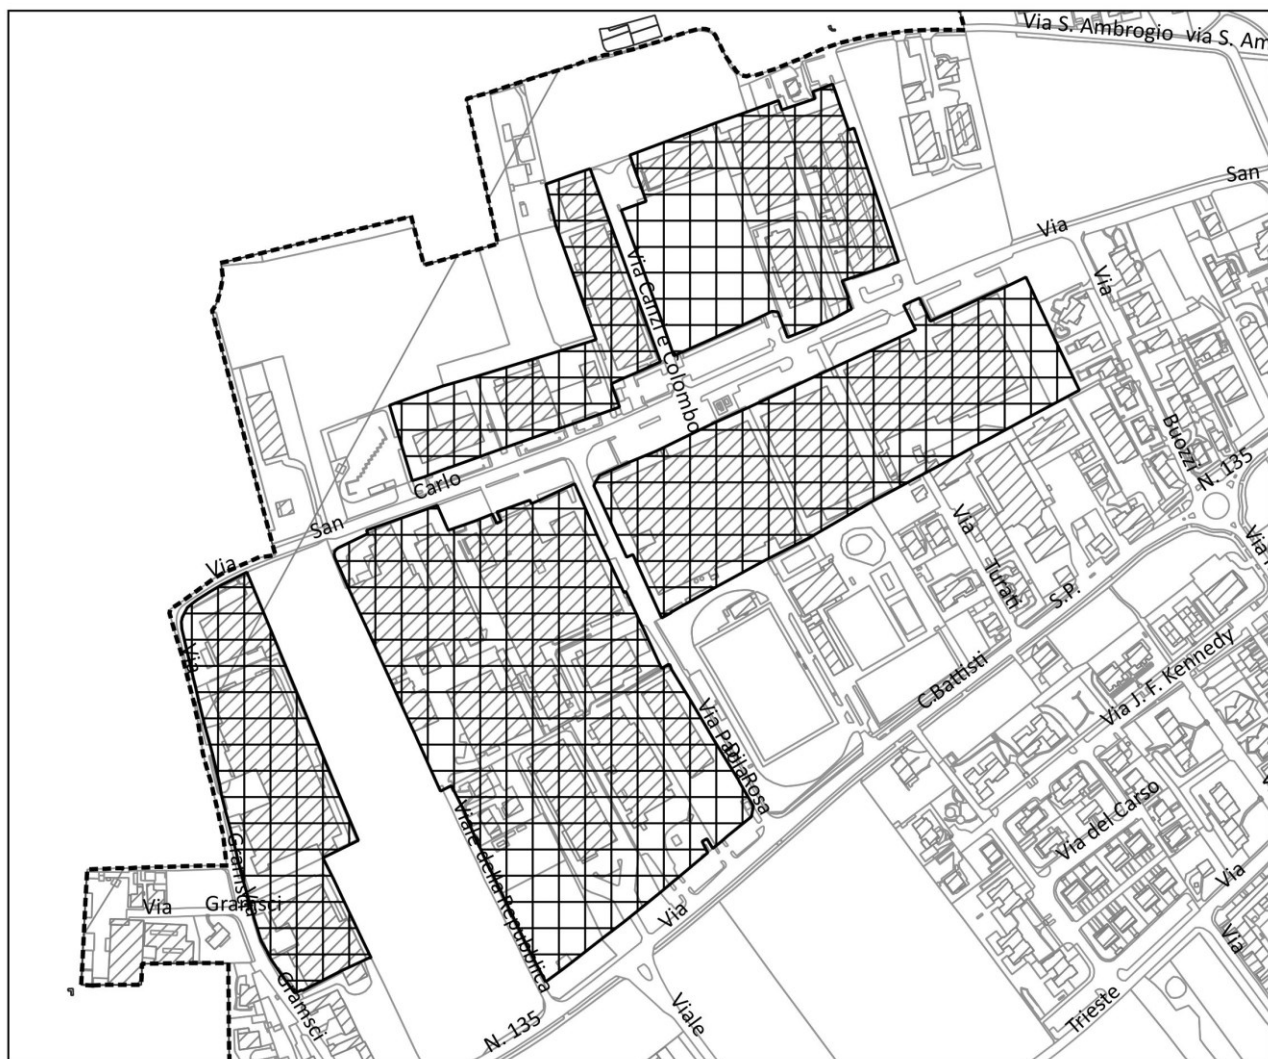 Via S. Ambrogio
via S. Am
San
Via
Via
Via Canzi e Colombo
Buozzi
N. 135
Carlo
San
Via
Via
Via
Turati
S.P.
C.Battisti
Via J. F. Kennedy
Via
Rosa
Via del Carso
Viale della Repubblica
Gramsci
Via
Via
Gramsci
Via
Via
Via
Gramsci
N. 135
Viale
Trieste